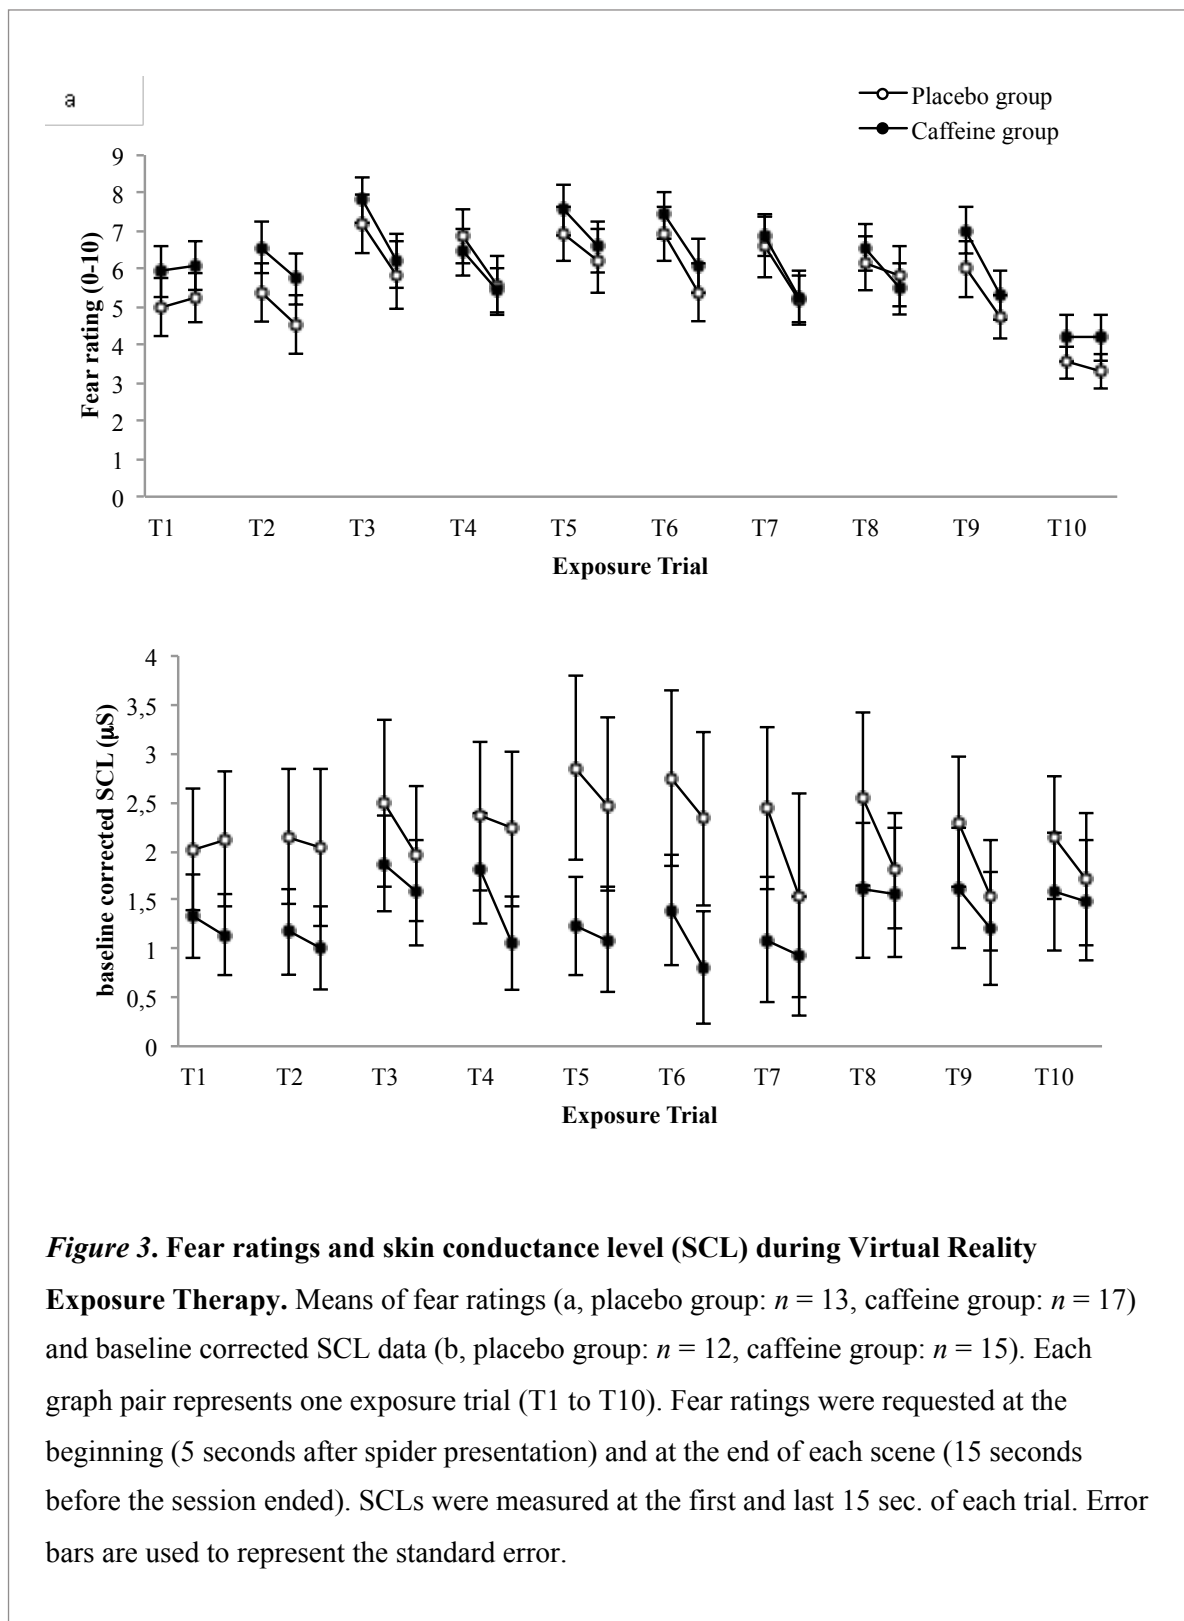 a
Placebo group
Caffeine group
Fear rating (0-10)
9
8
7
6
5
4
3
2
1
0
T1 T2 T3 T4 T5 T6 T7 T8 T9 T10
Exposure Trial
baseline corrected SCL (µS)
4
3,5
3
2,5
2
1,5
1
0,5
0
T1 T2 T3 T4 T5 T6 T7 T8 T9 T10
Exposure Trial
Figure 3. Fear ratings and skin conductance level (SCL) during Virtual Reality
Exposure Therapy. Means of fear ratings (a, placebo group: n = 13, caffeine group: n = 17)
and baseline corrected SCL data (b, placebo group: n = 12, caffeine group: n = 15). Each
graph pair represents one exposure trial (T1 to T10). Fear ratings were requested at the
beginning (5 seconds after spider presentation) and at the end of each scene (15 seconds
before the session ended). SCLs were measured at the first and last 15 sec. of each trial. Error
bars are used to represent the standard error.